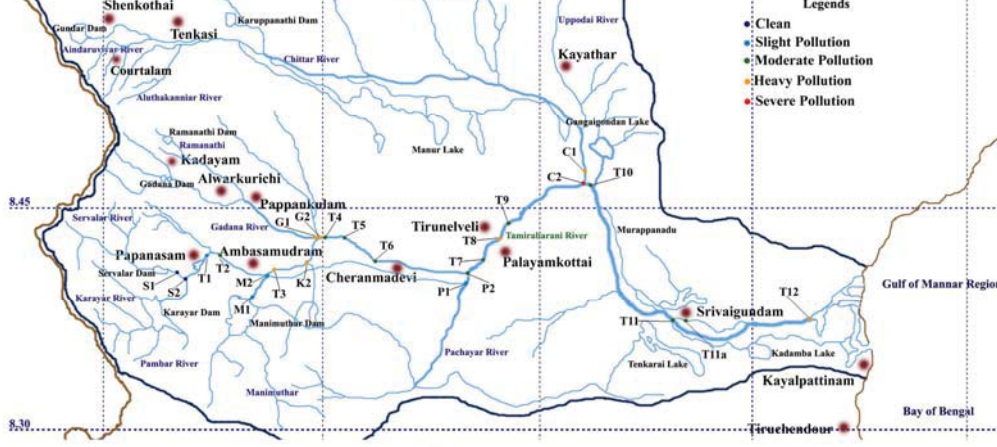 Shenkothai
Legends
Gundar Dam
Tenkasi
Karuppanathi Dam
Uppodai River
Clean
Aindaruviyar River
Slight Pollution
Chittar River
Kayathar
Moderate Pollution
Courtalam
Heavy Pollution
Aluthakanniar River
Severe Pollution
Ramanathi Dam
Gangaigondan Lake
Ramanathi
Manur Lake
C1
Kadayam
Gadana Dam
Alwarkurichi
C2
T10
Pappankulam
8.45
T9
Servalar River
G2
T4
G1
T5
Gadana River
Tirunelveli
Tamirabarani River
Murappanadu
T8
T6
Papanasam
Ambasamudram
T7
Palayamkottai
T1
T2
Cheranmadevi
Servalar Dam
S1
M2
K2
P2
Gulf of Mannar Region
S2
T3
P1
T12
Karayar River
M1
Srivaigundam
Karayar Dam
Manimuthar Dam
T11
Pambar River
Pachayar River
T11a
Kadamba Lake
Tenkarai Lake
Kayalpattinam
Manimuthar
Bay of Bengal
8.30
Tiruchendour